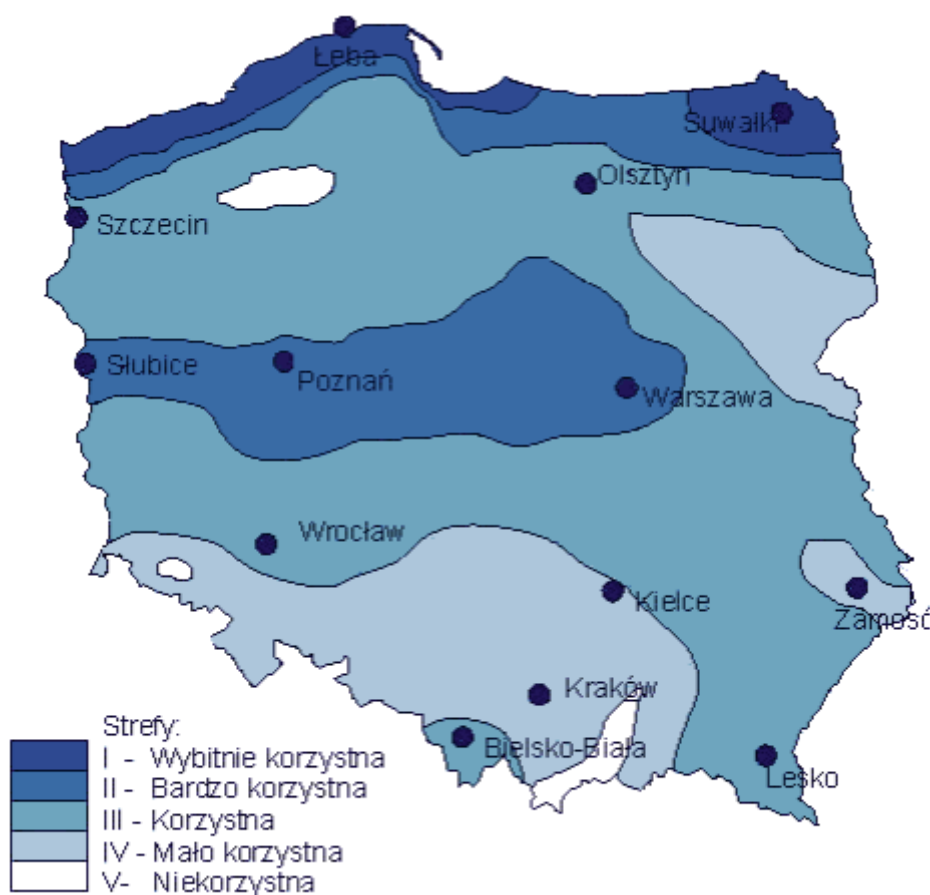 Łeba
Suwałki
Olsztyn
Szczecin
Słubice
Poznań
Warszawa
Wrocław
Kielce
Zamość
Kraków
Bielsko-Biała
Lesko
Strefy:
I - Wybitnie korzystna
II - Bardzo korzystna
III - Korzystna
IV - Mało korzystna
V- Niekorzystna